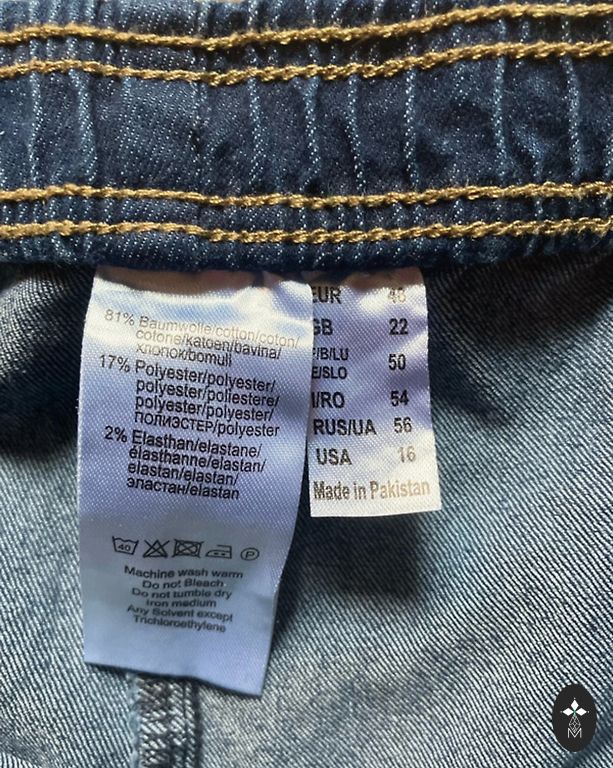 81% Baumwolle/cotton/coton/
cotone/katoen/bavina/
хлопок/bomuli
17% Polyester/polyester/
polyester/poliestere/
polyester/polyester/
ПОЛИЭСТЕР/polyester
2% Elasthan/elastane/
élasthanne/elastan/
elastan/elastan/
эластан/elastan
40 P
Machine wash warm
Do not Bleach
Do not tumble dry
Iron medium
Any Solvent except
Trichloroethylene
EUR 48
GB 22
F/B/LU
E/SLO 50
I/RO 54
RUS/UA 56
USA 16
Made in Pakistan
M